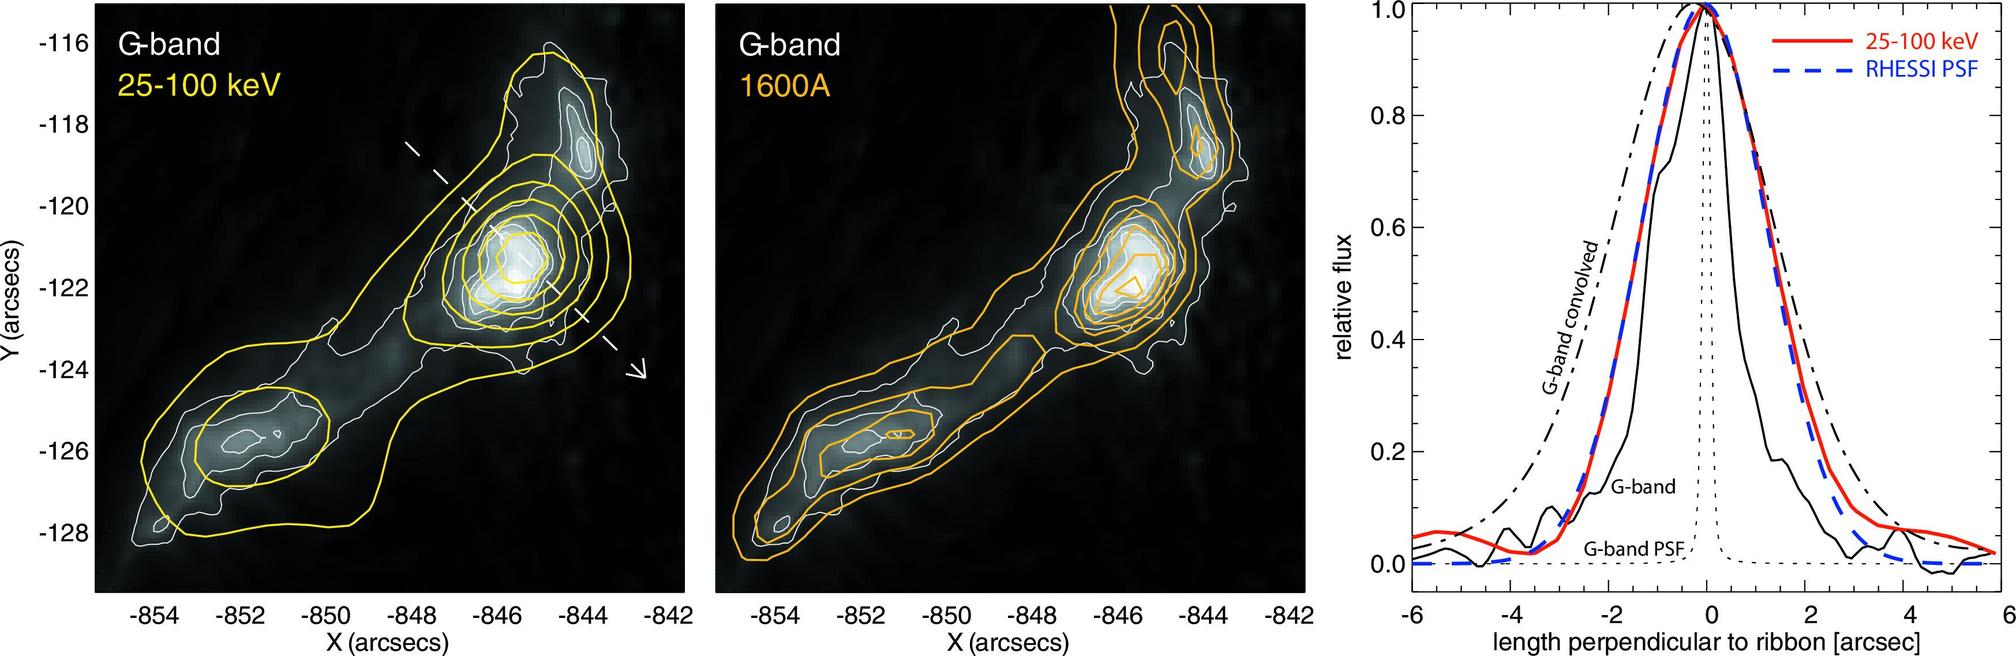 G-band
25-100 keV
-116
-118
-120
-122
-124
-126
-128
Y (arcsecs)
-854 -852 -850 -848 -846 -844 -842
X (arcsecs)
G-band
1600A
-854 -852 -850 -848 -846 -844 -842
X (arcsecs)
25-100 keV
RHESSI PSF
1.0
0.8
0.6
0.4
0.2
0.0
relative flux
G-band convolved
G-band
G-band PSF
-6 -4 -2 0 2 4 6
length perpendicular to ribbon [arcsec]